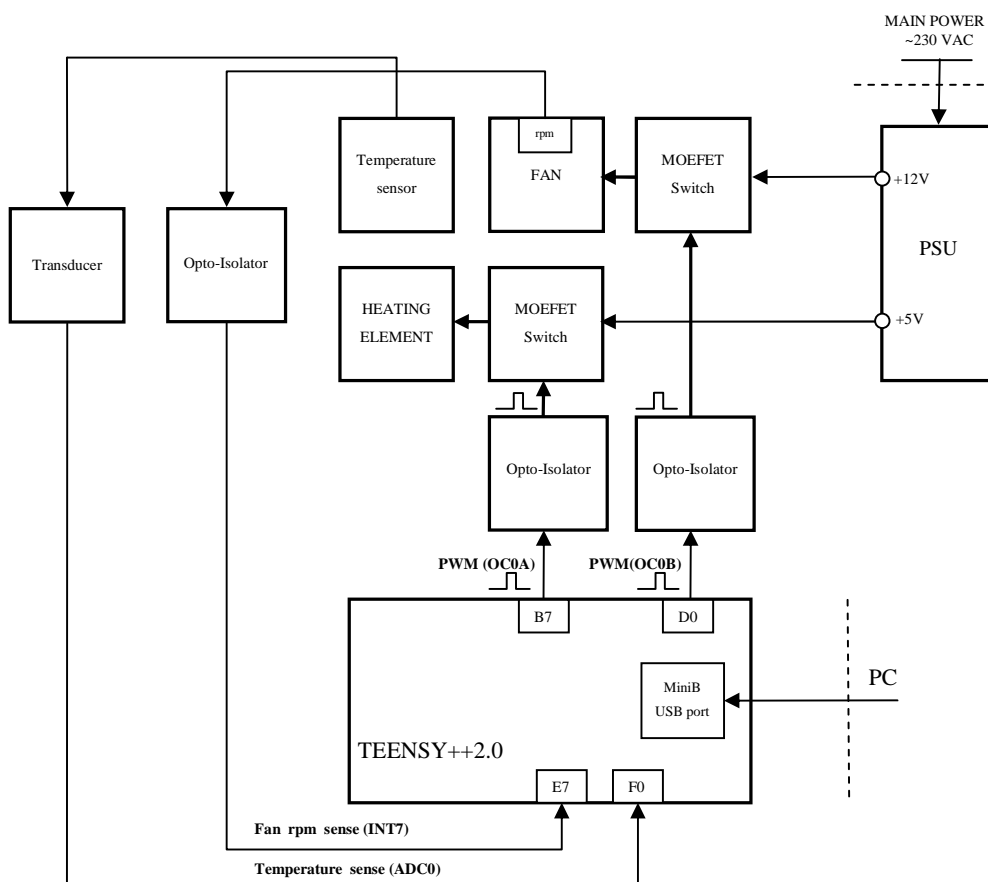 MAIN POWER
~230 VAC
rpm
Temperature
sensor
FAN
MOEFET
Switch
+12V
PSU
Transducer
Opto-Isolator
HEATING
ELEMENT
MOEFET
Switch
+5V
Opto-Isolator
Opto-Isolator
PWM (OC0A)
PWM(OC0B)
B7
D0
MiniB
USB port
PC
TEENSY++2.0
E7
F0
Fan rpm sense (INT7)
Temperature sense (ADC0)